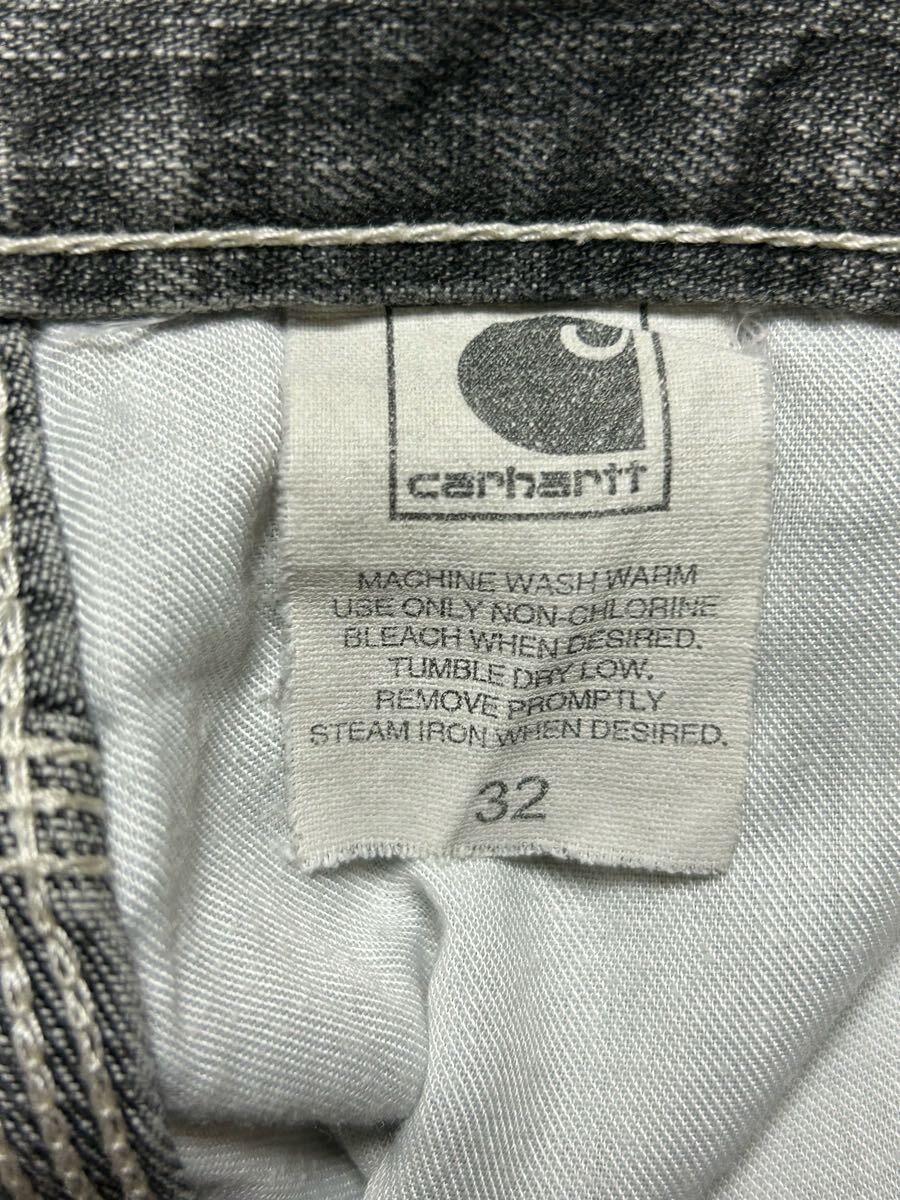 carhartt
MACHINE WASH WARM
USE ONLY NON-CHLORINE
BLEACH WHEN DESIRED.
TUMBLE DRY LOW.
REMOVE PROMPTLY
STEAM IRON WHEN DESIRED.
32